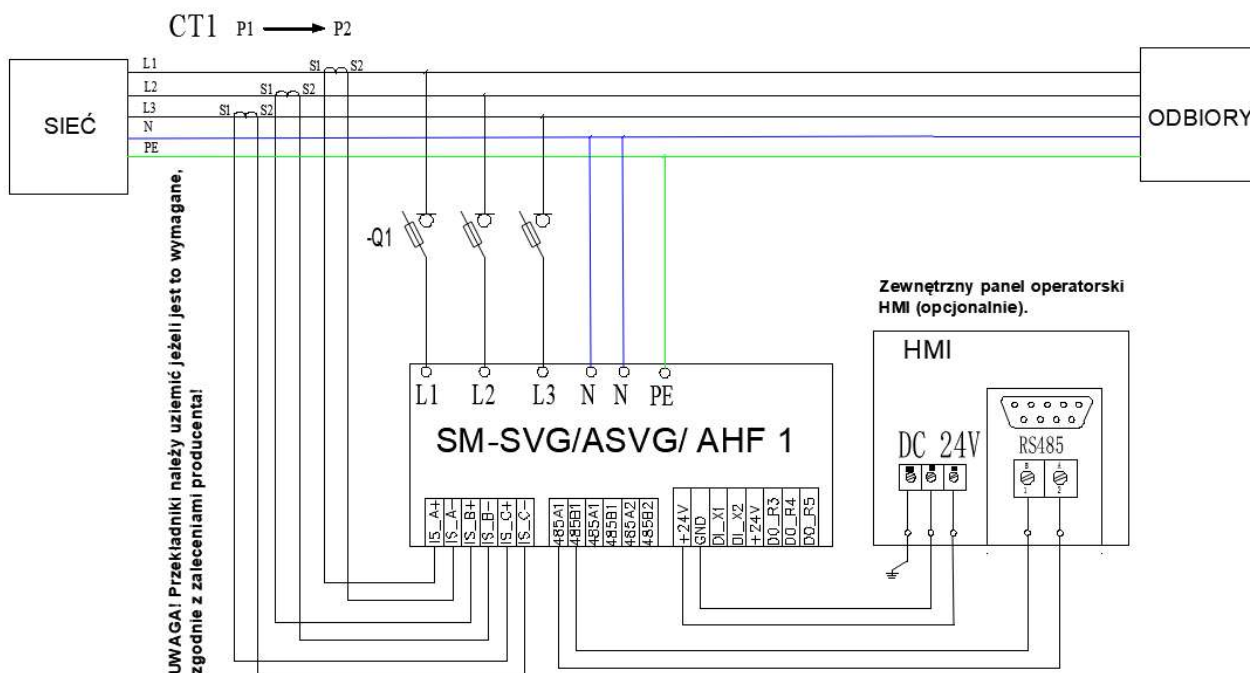 CT1 P1 P2
SIEĆ
L1
L2
L3
N
PE
S1 S2
S1 S2
S1 S2
ODBIORY
-Q1
UWAGA! Przekładniki należy uziemić jeżeli jest to wymagane,
zgodnie z zaleceniami producenta!
Zewnętrzny panel operatorski
HMI (opcjonalnie).
HMI
DC 24V
RS485
B A
1 2
L1 L2 L3 N N PE
SM-SVG/ASVG/ AHF 1
IS_A+
IS_A-
IS_B+
IS_B-
IS_C+
IS_C-
485A1
485B1
485A1
485B1
485A2
485B2
+24V
GND
DI_X1
DI_X2
+24V
DO_R3
DO_R4
DO_R5